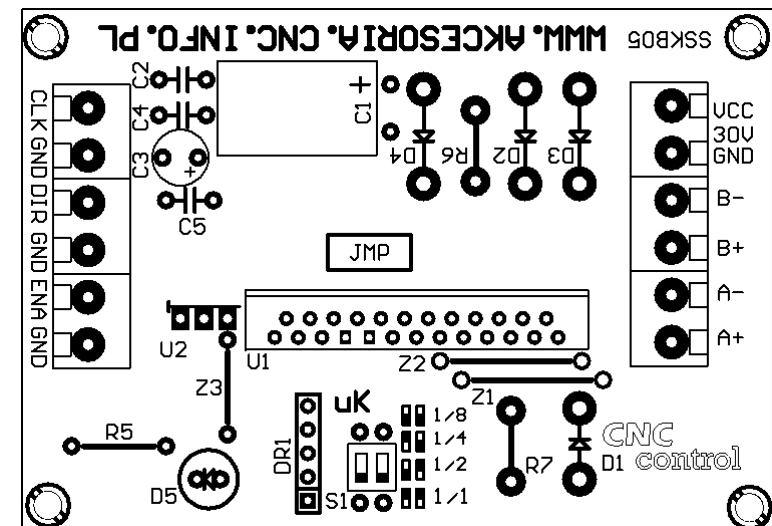 WWW.AKCESORIA.CNC.INFO.PL
SSKB05
C2
C4
C3
C5
+
C1
+
D4
R6
D2
D3
CLK
GND
DIR
GND
ENA
GND
VCC
30V
GND
B-
B+
A-
A+
JMP
U2
U1
Z2
Z1
Z3
R5
D5
DR1
uK
S1
1/8
1/4
1/2
1/1
R7
D1
CNC
control